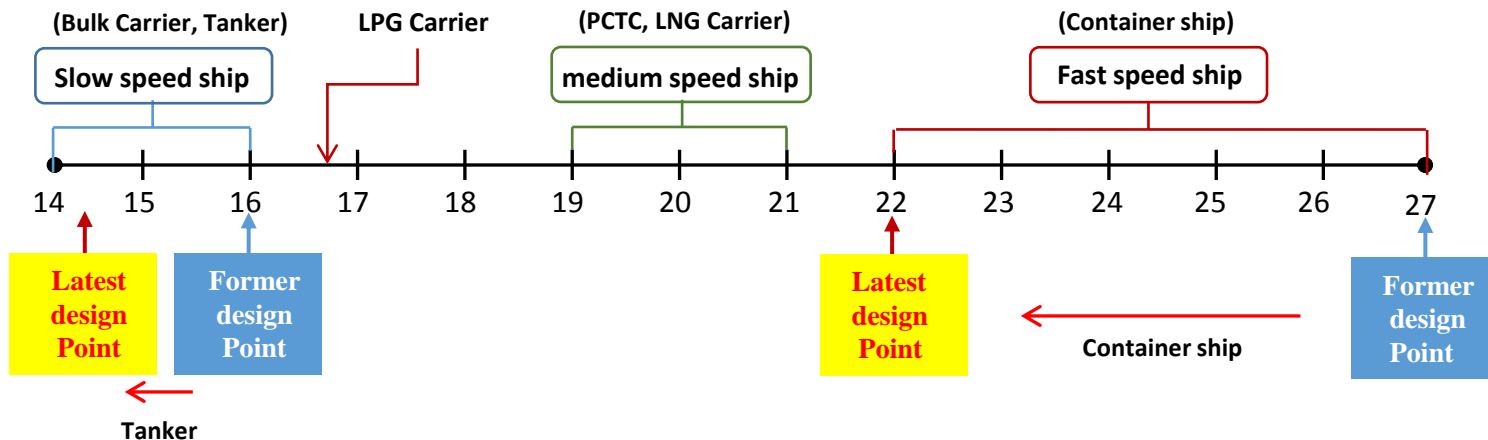 (Bulk Carrier, Tanker)
LPG Carrier
(PCTC, LNG Carrier)
(Container ship)
Slow speed ship
medium speed ship
Fast speed ship
14 15 16 17 18 19 20 21 22 23 24 25 26 27
Latest
design
Point
Former
design
Point
Latest
design
Point
Former
design
Point
Container ship
Tanker